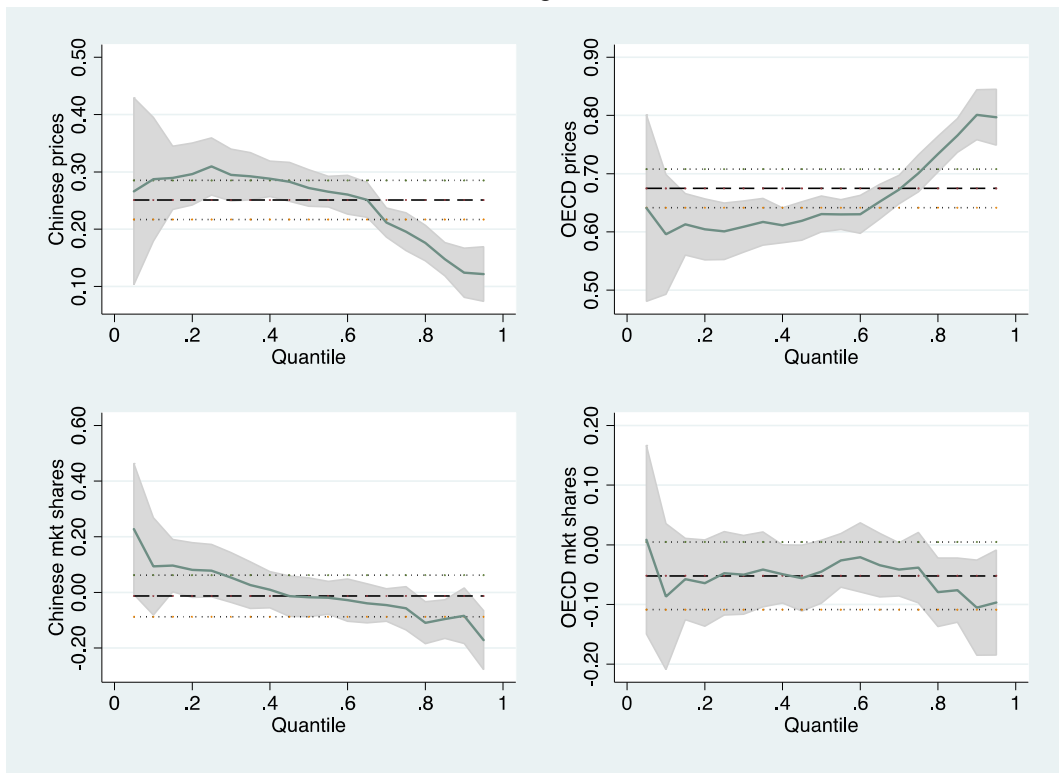 0.50
0.40
0.30
0.20
0.10
Chinese prices
0 .2 .4 .6 .8 1
Quantile
0.90
0.80
0.70
0.60
0.50
OECD prices
0 .2 .4 .6 .8 1
Quantile
0.60
0.40
0.20
0.00
-0.20
Chinese mkt shares
0 .2 .4 .6 .8 1
Quantile
0.20
0.10
0.00
-0.10
-0.20
OECD mkt shares
0 .2 .4 .6 .8 1
Quantile